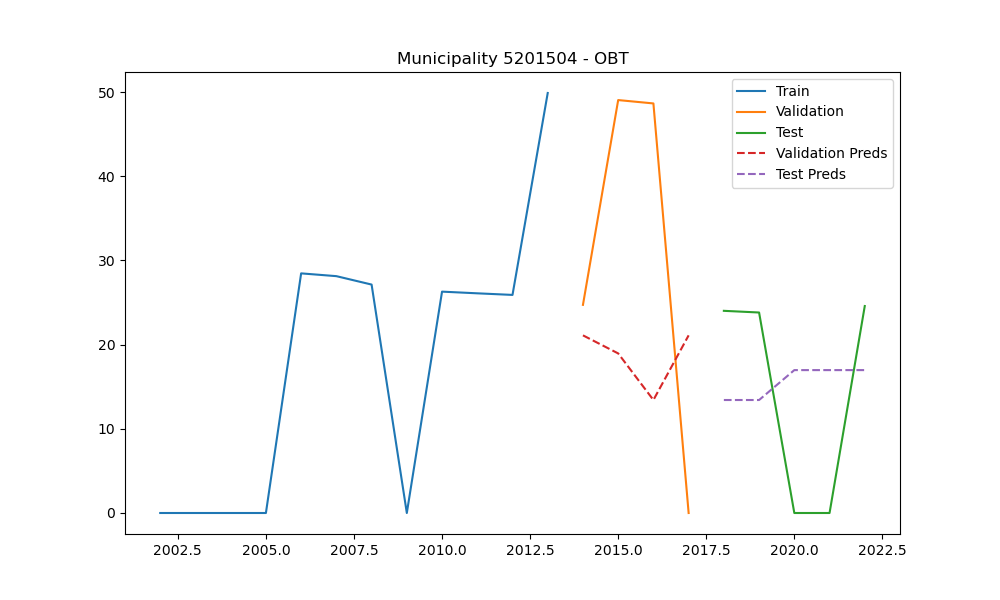 Municipality 5201504 - OBT
Train
Validation
Test
Validation Preds
Test Preds
50
40
30
20
10
0
2002.5 2005.0 2007.5 2010.0 2012.5 2015.0 2017.5 2020.0 2022.5